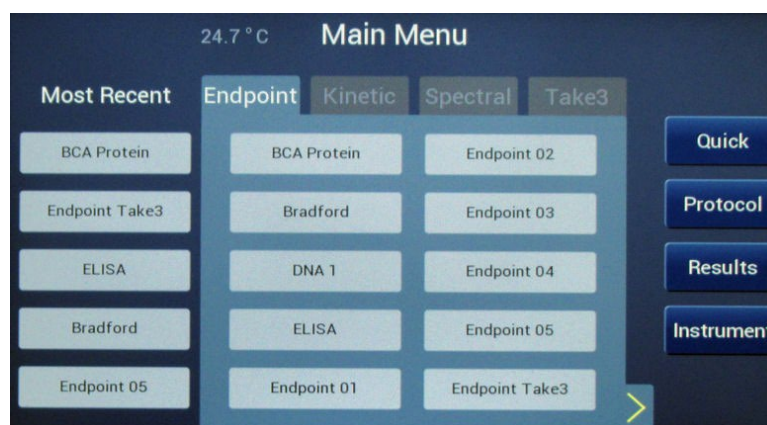 24.7°C Main Menu
Most Recent Endpoint Kinetic Spectral Take3
BCA Protein BCA Protein Endpoint 02 Quick
Endpoint Take3 Bradford Endpoint 03 Protocol
ELISA DNA 1 Endpoint 04 Results
Bradford ELISA Endpoint 05 Instrumen
Endpoint 05 Endpoint 01 Endpoint Take3